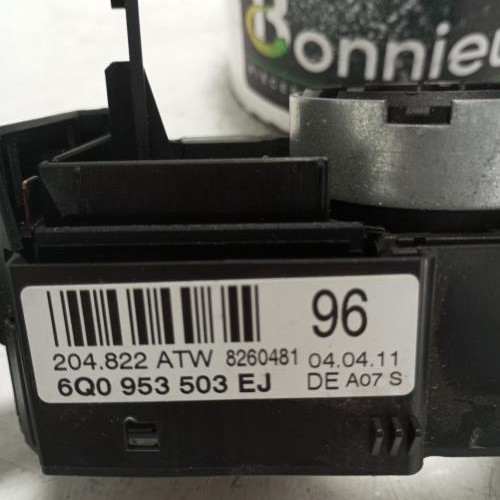 Bonnie
96
204.822 ATW 8260481 04.04.11
6Q0 953 503 EJ DE A07 S